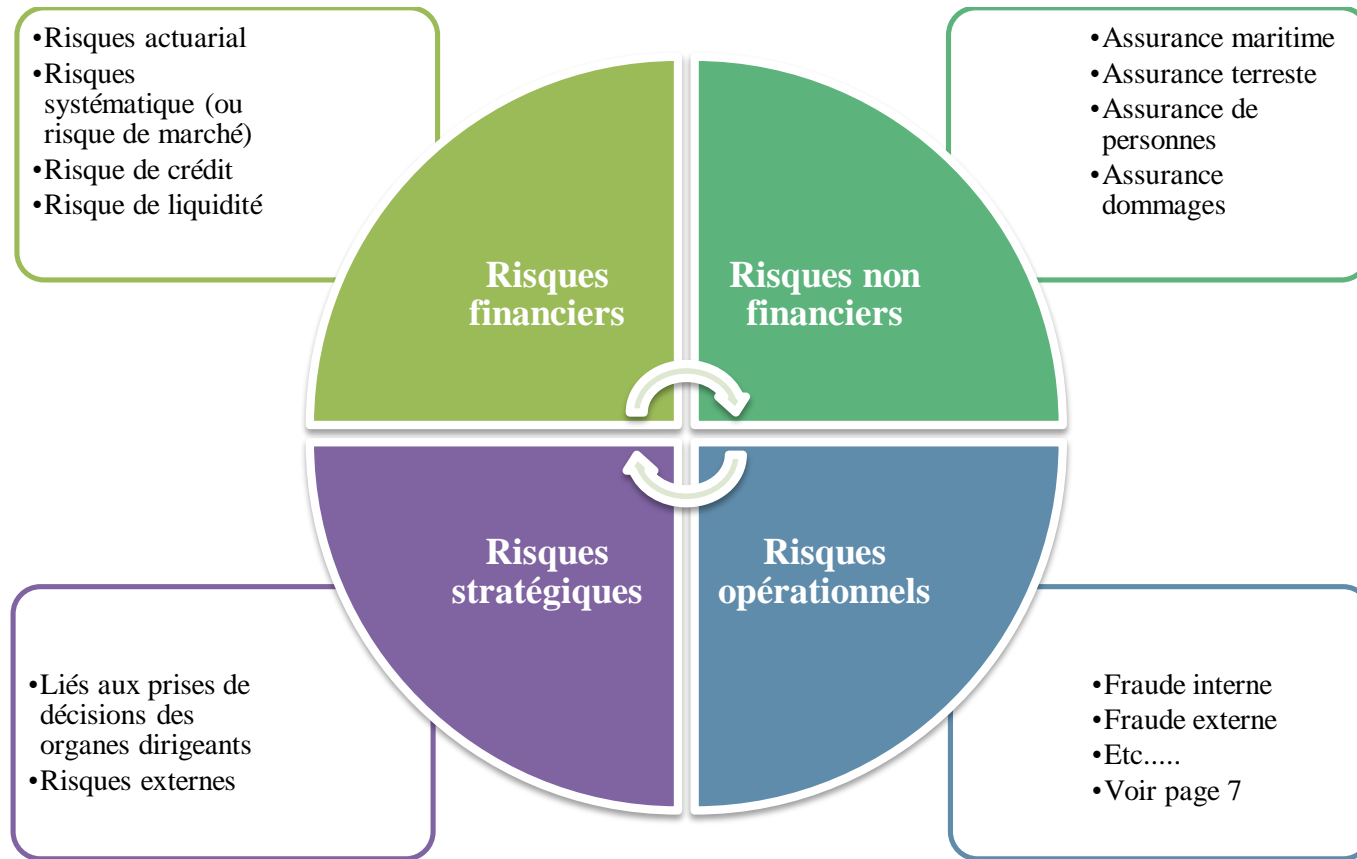 •Risques actuarial
•Risques
systématique (ou
risque de marché)
•Risque de crédit
•Risque de liquidité
•Assurance maritime
•Assurance terreste
•Assurance de
personnes
•Assurance
dommages
Risques
financiers
Risques non
financiers
Risques
stratégiques
Risques
opérationnels
•Liés aux prises de
décisions des
organes dirigeants
•Risques externes
•Fraude interne
•Fraude externe
•Etc.....
•Voir page 7